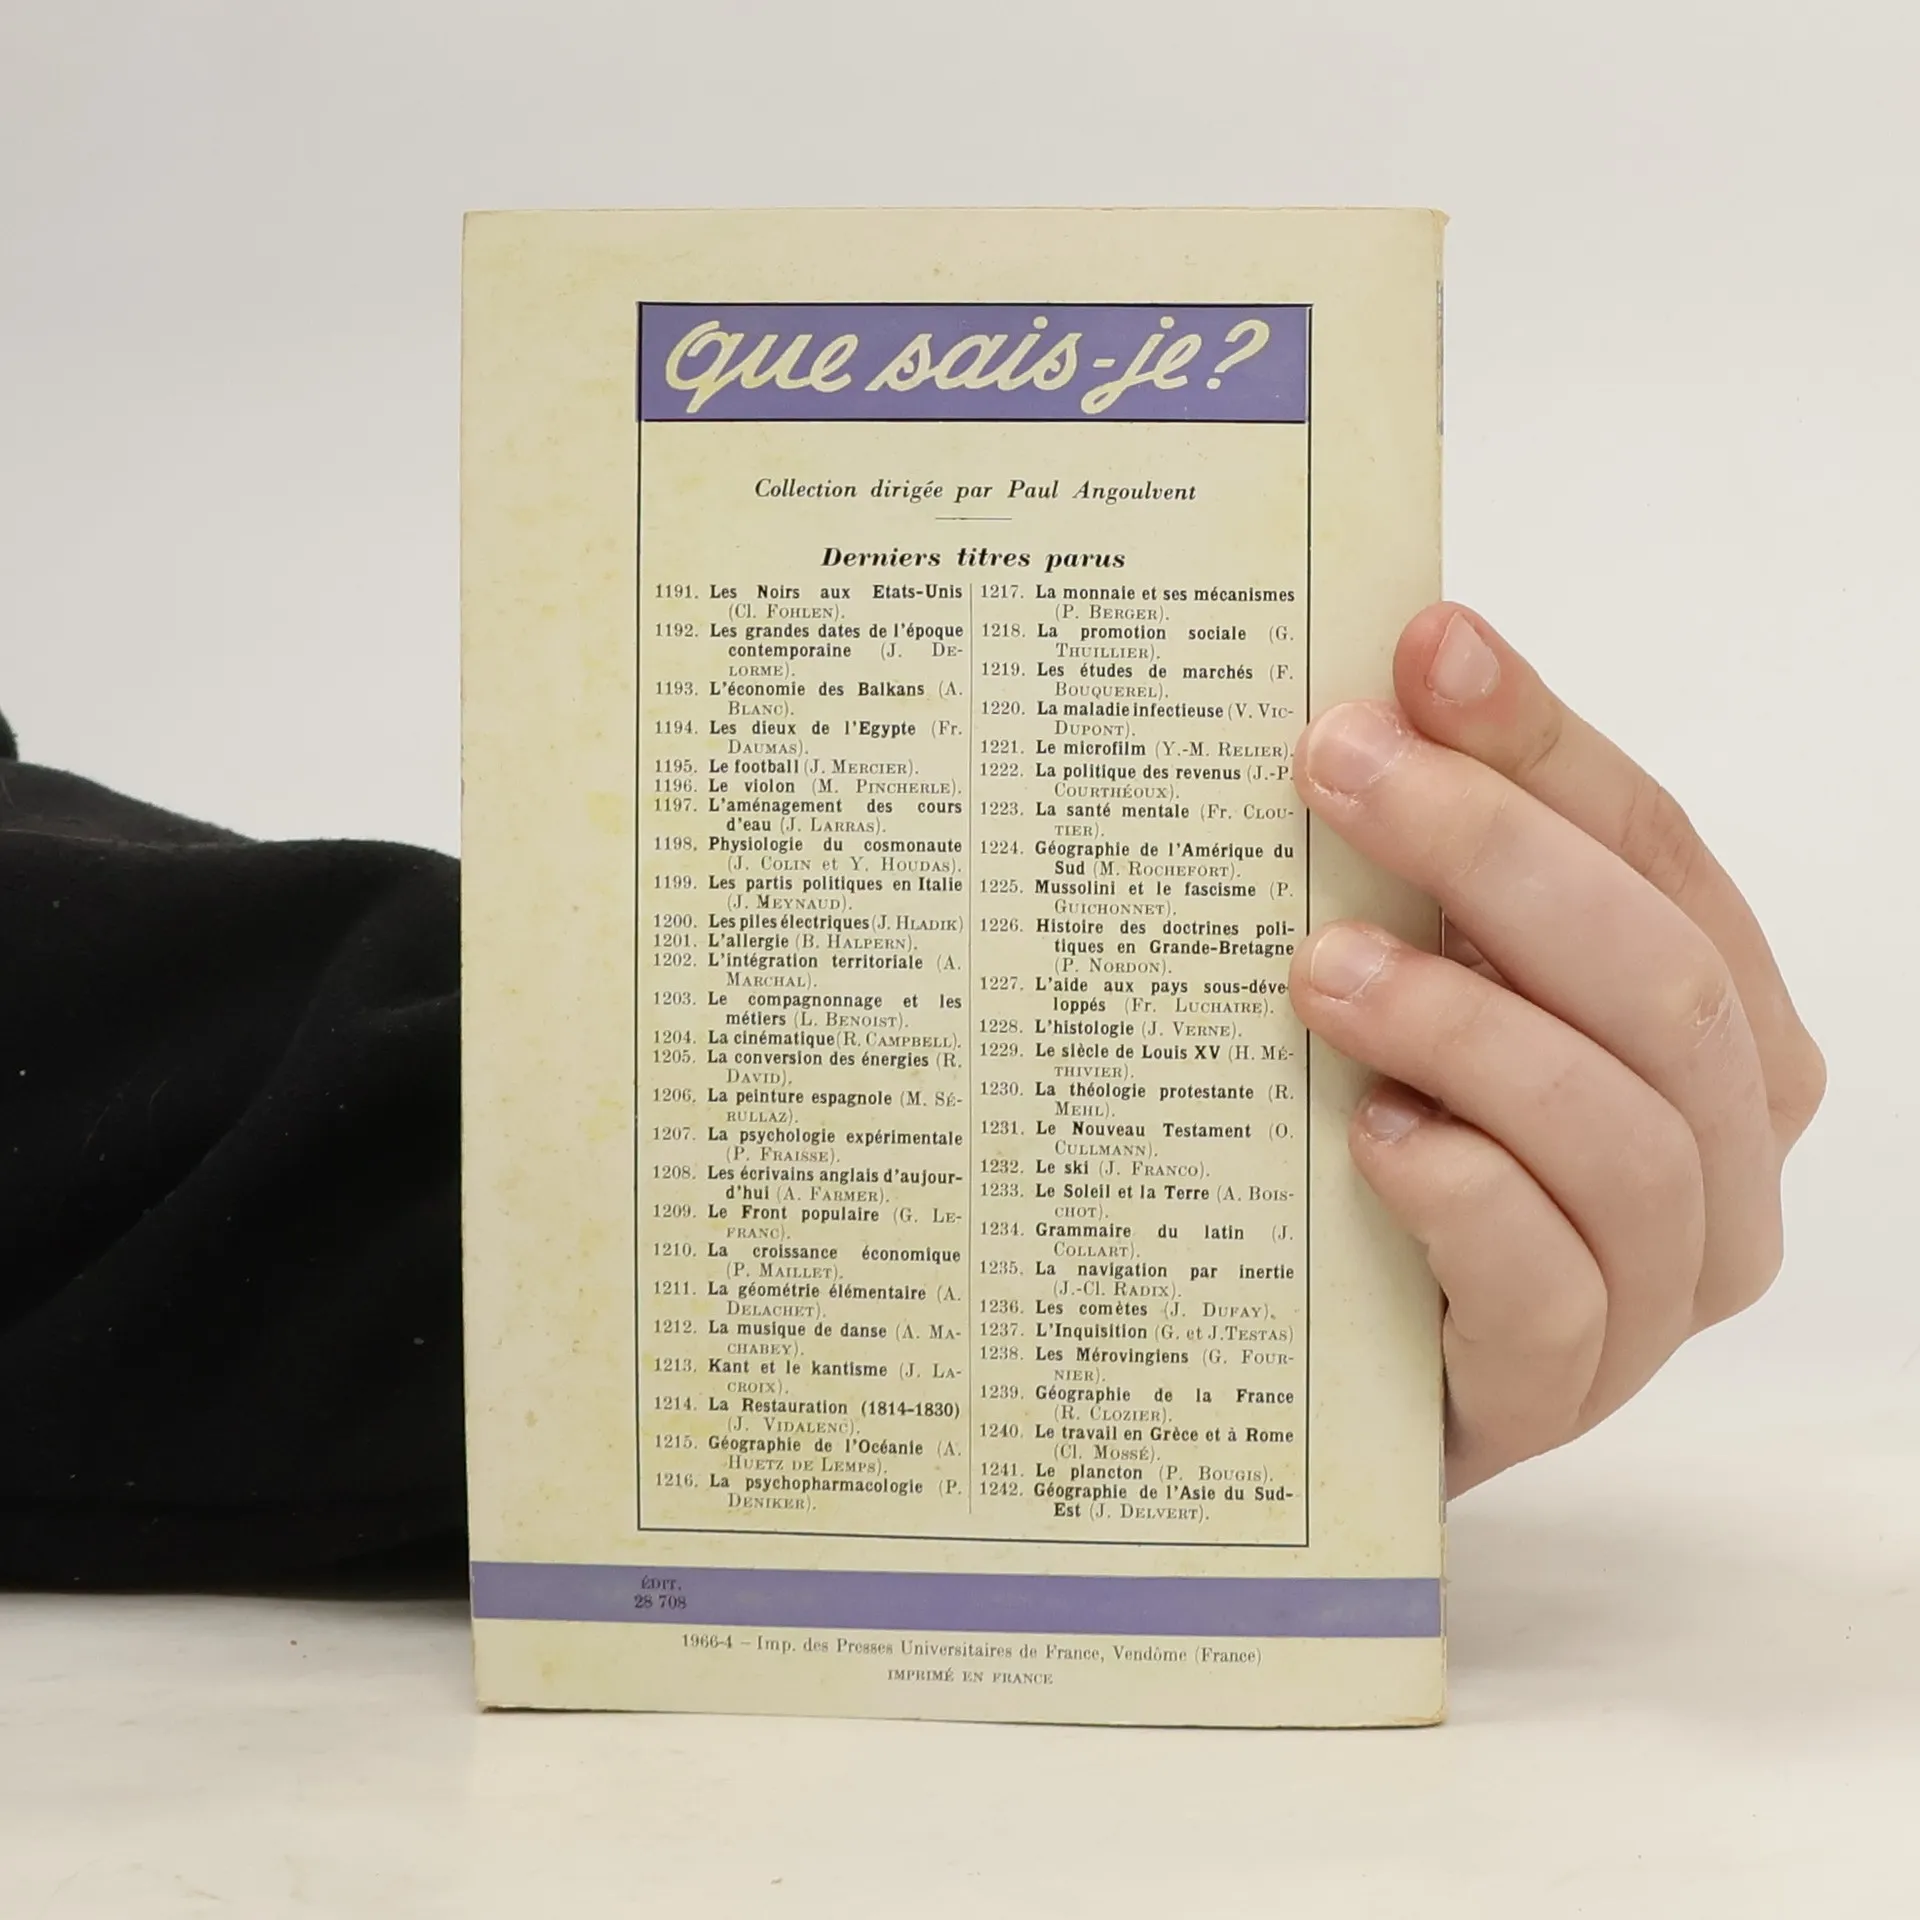 que sais-je?
Collection dirigée par Paul Angoulvent
Derniers titres parus
1191. Les Noirs aux Etats-Unis
(Cl. FOHLEN).
1192. Les grandes dates de l'époque
contemporaine (J. DE-
LORME).
1193. L'économie des Balkans (A.
BLANC).
1194. Les dieux de l'Egypte (Fr.
DAUMAS).
1195. Le football (J. MERCIER).
1196. Le violon (M. PINCHERLE).
1197. L'aménagement des cours
d'eau (J. LARRAS).
1198. Physiologie du cosmonaute
(J. COLIN et Y. HOUDAS).
1199. Les partis politiques en Italie
(J. MEYNAUD).
1200. Les piles électriques (J. HLADIK)
1201. L'allergie (B. HALPERN).
1202. L'intégration territoriale (A.
MARCHAL).
1203. Le compagnonnage et les
métiers (L. BENOIST).
1204. La cinématique (R. CAMPBELL).
1205. La conversion des énergies (R.
DAVID).
1206. La peinture espagnole (M. SÉ-
RULLAZ).
1207. La psychologie expérimentale
(P. FRAISSE).
1208. Les écrivains anglais d'aujour-
d'hui (A. FARMER).
1209. Le Front populaire (G. LE-
FRANC).
1210. La croissance économique
(P. MAILLET).
1211. La géométrie élémentaire (A.
DELACHET).
1212. La musique de danse (A. MA-
CHABEY).
1213. Kant et le kantisme (J. LA-
CROIX).
1214. La Restauration (1814-1830)
(J. VIDALENC).
1215. Géographie de l'Océanie (A.
HUETZ DE LEMPS).
1216. La psychopharmacologie (P.
DENIKER).
1217. La monnaie et ses mécanismes
(P. BERGER).
1218. La promotion sociale (G.
THUILLIER).
1219. Les études de marchés (F.
BOUQUEREL).
1220. La maladie infectieuse (V. VIC-
DUPONT).
1221. Le microfilm (Y.-M. RELIER).
1222. La politique des revenus (J.-P.
COURTHÉOUX).
1223. La santé mentale (Fr. CLOU-
TIER).
1224. Géographie de l'Amérique du
Sud (M. ROCHEFORT).
1225. Mussolini et le fascisme (P.
GUICHONNET).
1226. Histoire des doctrines poli-
tiques en Grande-Bretagne
(P. NORDON).
1227. L'aide aux pays sous-déve-
loppés (Fr. LUCHAIRE).
1228. L'histologie (J. VERNE).
1229. Le siècle de Louis XV (H. MÉ-
THIVIER).
1230. La théologie protestante (R.
MEHL).
1231. Le Nouveau Testament (O.
CULLMANN).
1232. Le ski (J. FRANCO).
1233. Le Soleil et la Terre (A. BOIS-
CHOT).
1234. Grammaire du latin (J.
COLLART).
1235. La navigation par inertie
(J.-Cl. RADIX).
1236. Les comètes (J. DUFAY).
1237. L'Inquisition (G. et J. TESTAS)
1238. Les Mérovingiens (G. FOUR-
NIER).
1239. Géographie de la France
(R. CLOZIER).
1240. Le travail en Grèce et à Rome
(Cl. MOSSÉ).
1241. Le plancton (P. BOUGIS).
1242. Géographie de l'Asie du Sud-
Est (J. DELVERT).
ÉDIT.
28 708
1966-4 – Imp. des Presses Universitaires de France, Vendôme (France)
IMPRIMÉ EN FRANCE